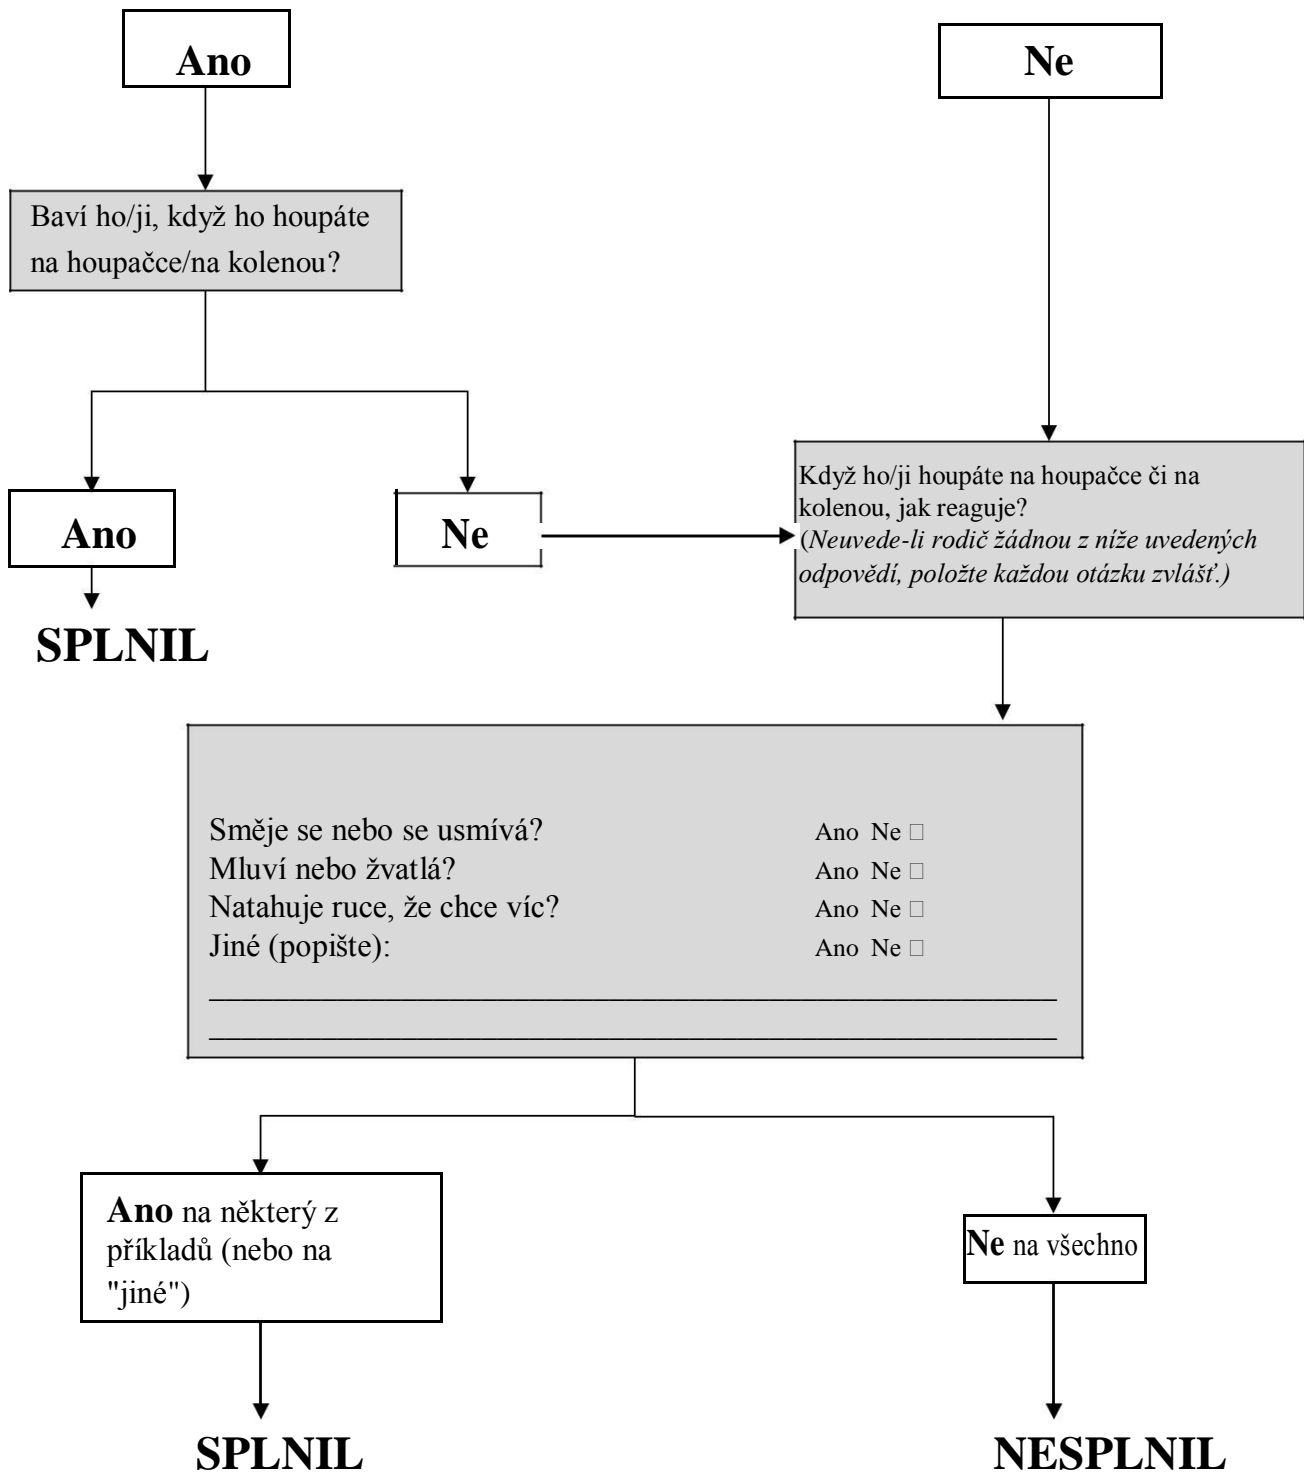 Ano
Ne
Baví ho/ji, když ho houpáte
na houpačce/na kolenou?
Ano
Ne
Když ho/ji houpáte na houpačce či na
kolenou, jak reaguje?
(Neuvede-li rodič žádnou z níže uvedených
odpovědí, položte každou otázku zvlášť.)
SPLNIL
Směje se nebo se usmívá? Ano Ne □
Mluví nebo žvatlá? Ano Ne □
Natahuje ruce, že chce víc? Ano Ne □
Jiné (popište): Ano Ne □
Ano na některý z
příkladů (nebo na
"jiné")
Ne na všechno
SPLNIL
NESPLNIL